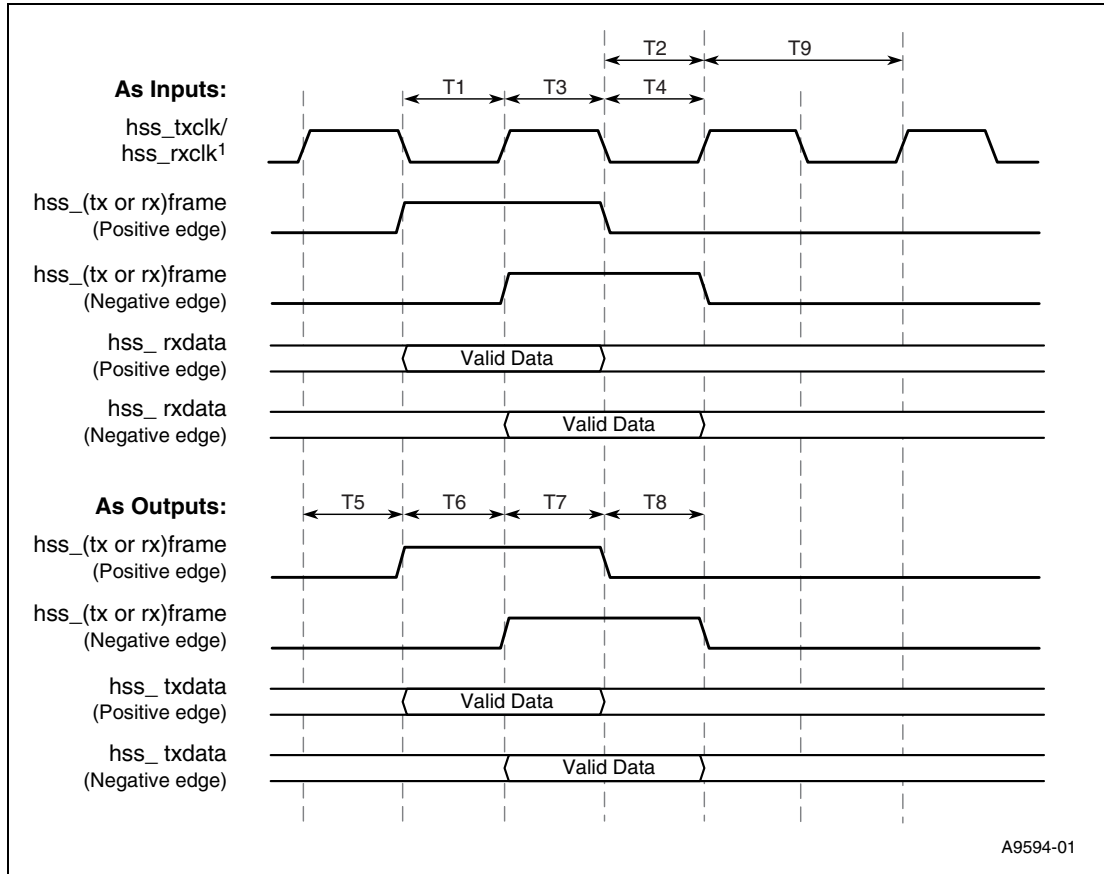 T2 T9
As Inputs: T1 T3 T4
hss_txclk/
hss_rxclk1
hss_(tx or rx)frame
(Positive edge)
hss_(tx or rx)frame
(Negative edge)
hss_ rxdata
(Positive edge)
Valid Data
hss_ rxdata
(Negative edge)
Valid Data
As Outputs: T5 T6 T7 T8
hss_(tx or rx)frame
(Positive edge)
hss_(tx or rx)frame
(Negative edge)
hss_ txdata
(Positive edge)
Valid Data
hss_ txdata
(Negative edge)
Valid Data
A9594-01